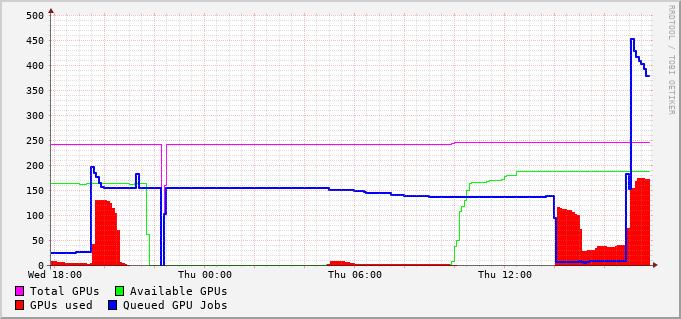 500
450
400
350
300
250
200
150
100
50
0
Wed 18:00 Thu 00:00 Thu 06:00 Thu 12:00
Total GPUs Available GPUs
GPUs used Queued GPU Jobs
RRDTOOL / TOBI OETIKER